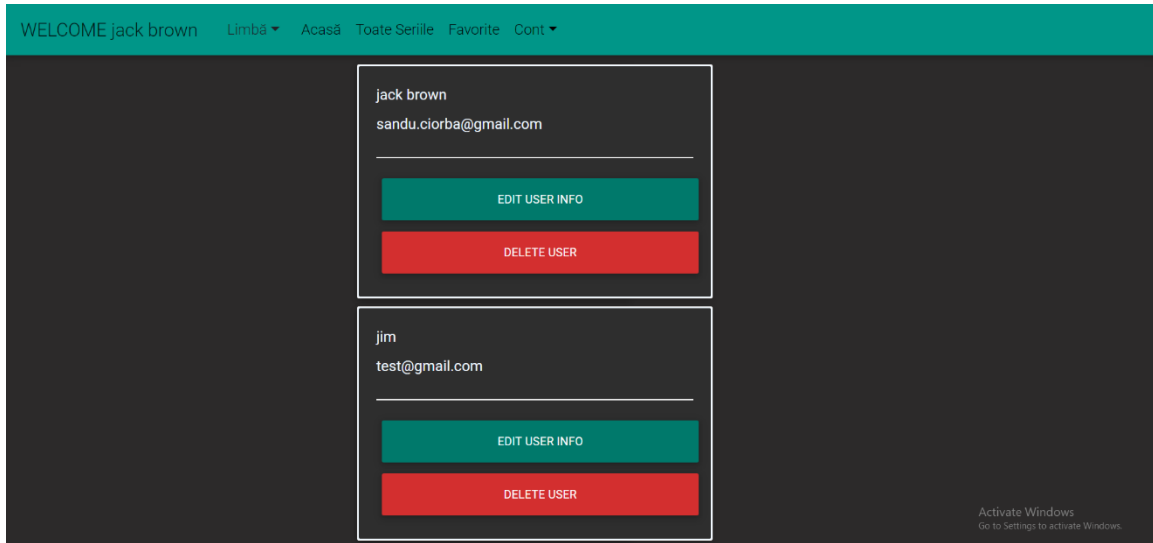 WELCOME jack brown Limbă Acasă Toate Seriile Favorite Cont
jack brown
sandu.ciorba@gmail.com
EDIT USER INFO
DELETE USER
jim
test@gmail.com
EDIT USER INFO
DELETE USER
Activate Windows
Go to Settings to activate Windows.